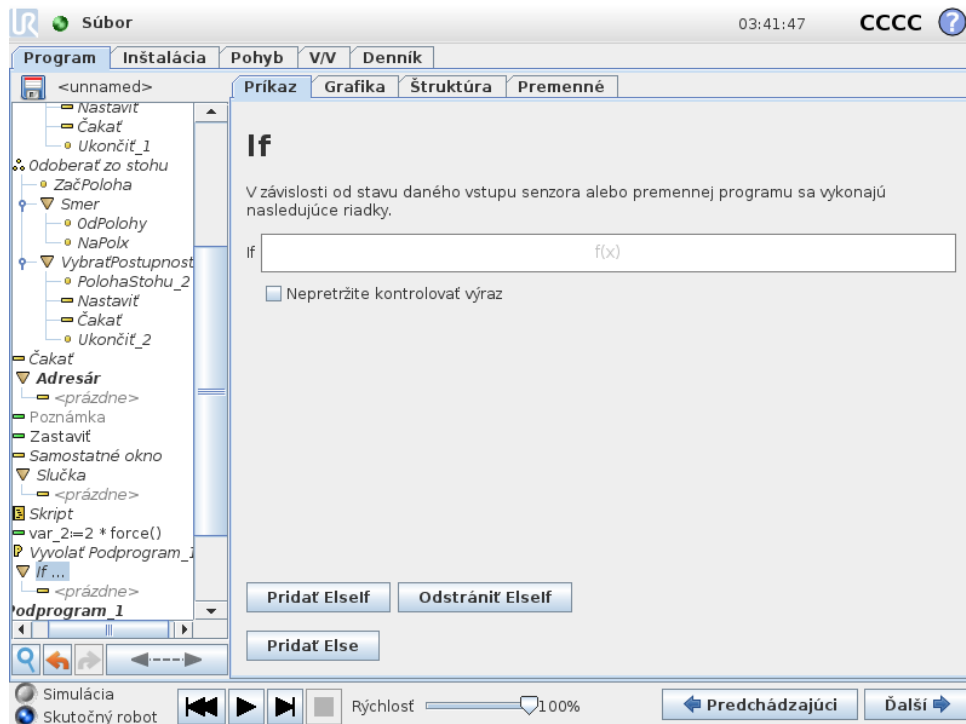 UR Súbor 03:41:47 CCCC ?
Program Inštalácia Pohyb V/V Denník
<unnamed> Príkaz Grafika Štruktúra Premenné
Nastaviť
Čakať
Ukončiť_1
Odoberať zo stohu
ZačPoloha
Smer
OdPolohy
NaPolx
VybraťPostupnosť
PolohaStohu_2
Nastaviť
Čakať
Ukončiť_2
Čakať
Adresár
<prázdne>
Poznámka
Zastaviť
Samostatné okno
Slučka
<prázdne>
Skript
var_2:=2 * force()
Vyvolať Podprogram_1
If ...
<prázdne>
Podprogram_1
If
V závislosti od stavu daného vstupu senzora alebo premennej programu sa vykonajú
nasledujúce riadky.
If f(x)
Nepretržite kontrolovať výraz
Pridať ElseIf Odstrániť ElseIf
Pridať Else
Simulácia
Skutočný robot
Rýchlosť 100%
Predchádzajúci Ďalší